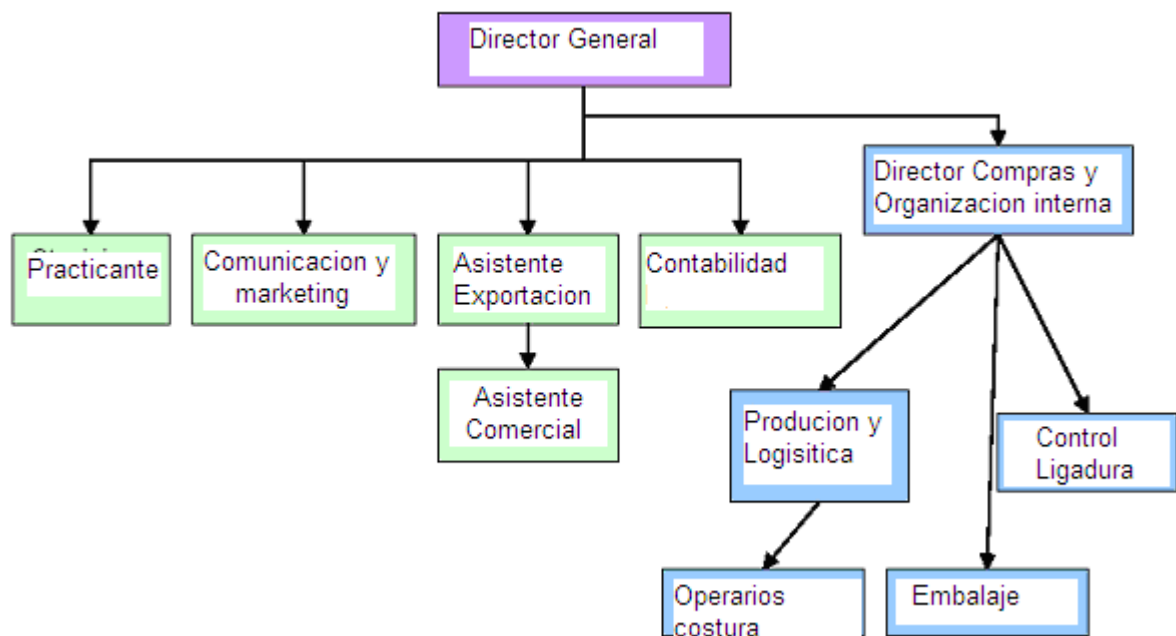 Director General
Director Compras y
Organizacion interna
Practicante
Comunicacion y
marketing
Asistente
Exportacion
Contabilidad
Asistente
Comercial
Producion y
Logisitica
Control
Ligadura
Operarios
costura
Embalaje